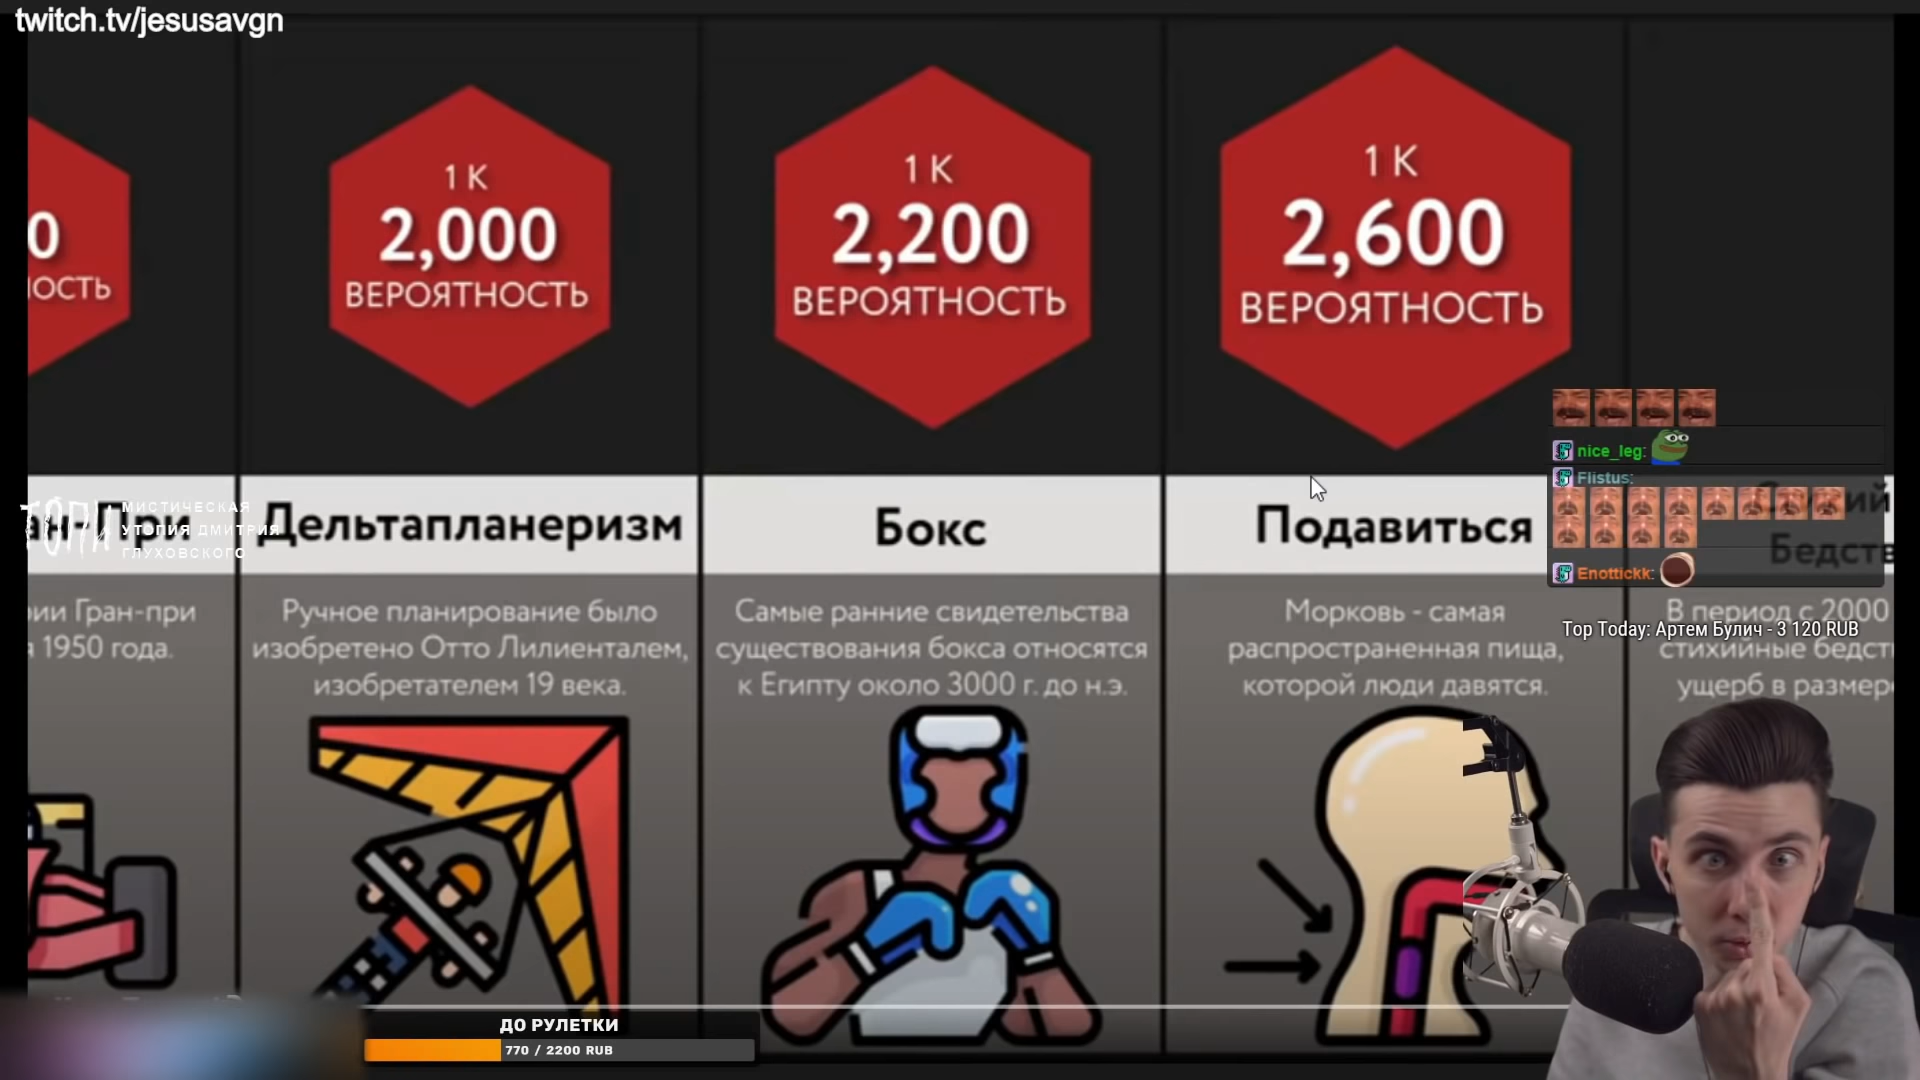 twitch.tv/jesusavgn
0
1 К
2,000
ВЕРОЯТНОСТЬ
1 К
2,200
ВЕРОЯТНОСТЬ
1 К
2,600
ВЕРОЯТНОСТЬ
ТОПИ
МИСТИЧЕСКАЯ
УТОПИЯ ДМИТРИЯ
ГЛУХОВСКОГО
Дельтапланеризм
Бокс
Подавиться
Бедств
Гран-при
1950 года.
Ручное планирование было
изобретено Отто Лилиенталем,
изобретателем 19 века.
Самые ранние свидетельства
существования бокса относятся
к Египту около 3000 г. до н.э.
Морковь - самая
распространенная пища,
которой люди давятся.
В период с 2000
стихийные бедст
ущерб в размер
nice_leg:
Flistus:
Enottickk:
Top Today: Артем Булич - 3 120 RUB
ДО РУЛЕТКИ
770 / 2200 RUB